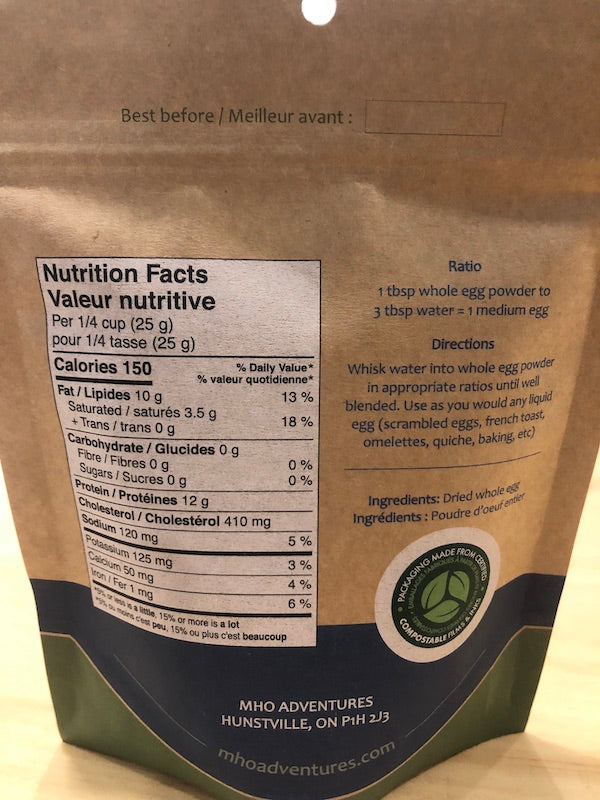 Best before / Meilleur avant :
Nutrition Facts
Valeur nutritive
Per 1/4 cup (25 g)
pour 1/4 tasse (25 g)
Calories 150
% Daily Value*
% valeur quotidienne*
Fat / Lipides 10 g 13 %
Saturated / saturés 3.5 g
+ Trans / trans 0 g 18 %
Carbohydrate / Glucides 0 g
Fibre / Fibres 0 g 0 %
Sugars / Sucres 0 g 0 %
Protein / Protéines 12 g
Cholesterol / Cholestérol 410 mg
Sodium 120 mg 5 %
Potassium 125 mg 3 %
Calcium 50 mg 4 %
Iron / Fer 1 mg 6 %
*5% or less is a little, 15% or more is a lot
*5% ou moins c'est peu, 15% ou plus c'est beaucoup
Ratio
1 tbsp whole egg powder to
3 tbsp water = 1 medium egg
Directions
Whisk water into whole egg powder
in appropriate ratios until well
blended. Use as you would any liquid
egg (scrambled eggs, french toast,
omelettes, quiche, baking, etc)
Ingredients: Dried whole egg
Ingrédients : Poudre d'oeuf entier
PACKAGING MADE FROM CERTIFIED
COMPOSTABLE FILMS & INKS
MHO ADVENTURES
HUNSTVILLE, ON P1H 2J3
mhoadventures.com